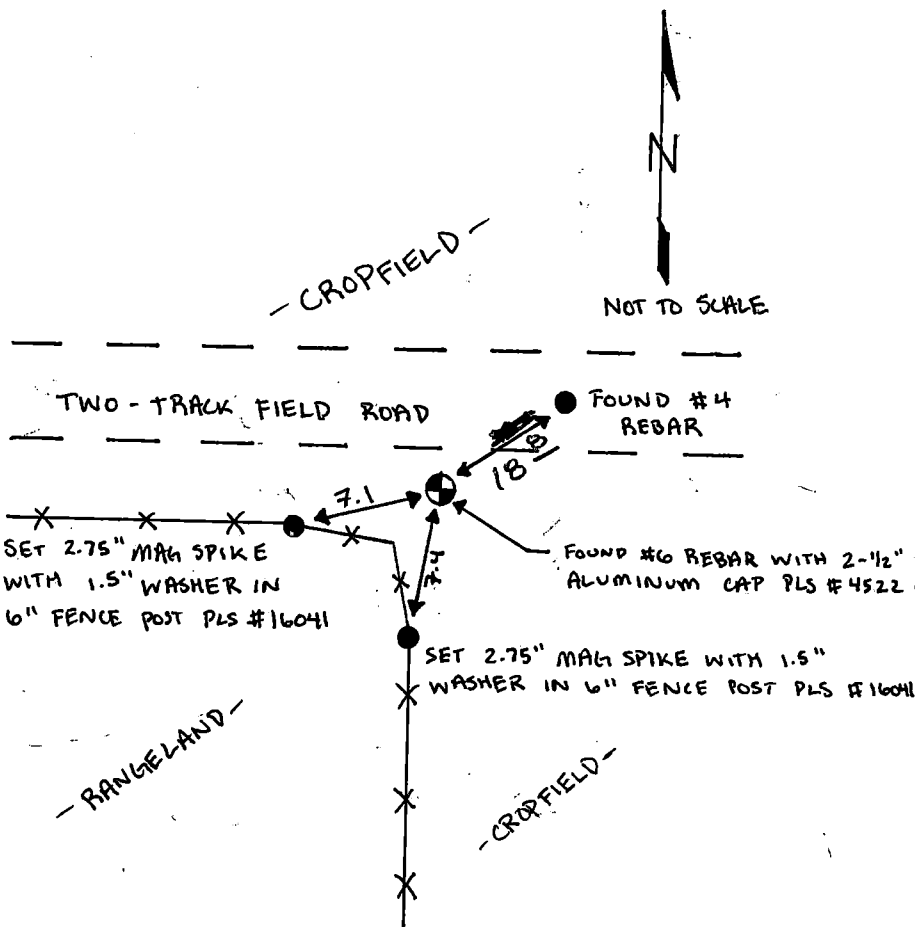 N
- CROPFIELD -
NOT TO SCALE
TWO-TRACK FIELD ROAD
FOUND #4
REBAR
18.8
7.1
7.4
SET 2.75" MAG SPIKE
WITH 1.5" WASHER IN
6" FENCE POST PLS #16041
FOUND #6 REBAR WITH 2-1/2"
ALUMINUM CAP PLS #4522
SET 2.75" MAG SPIKE WITH 1.5"
WASHER IN 6" FENCE POST PLS #16041
- RANGELAND -
- CROPFIELD -